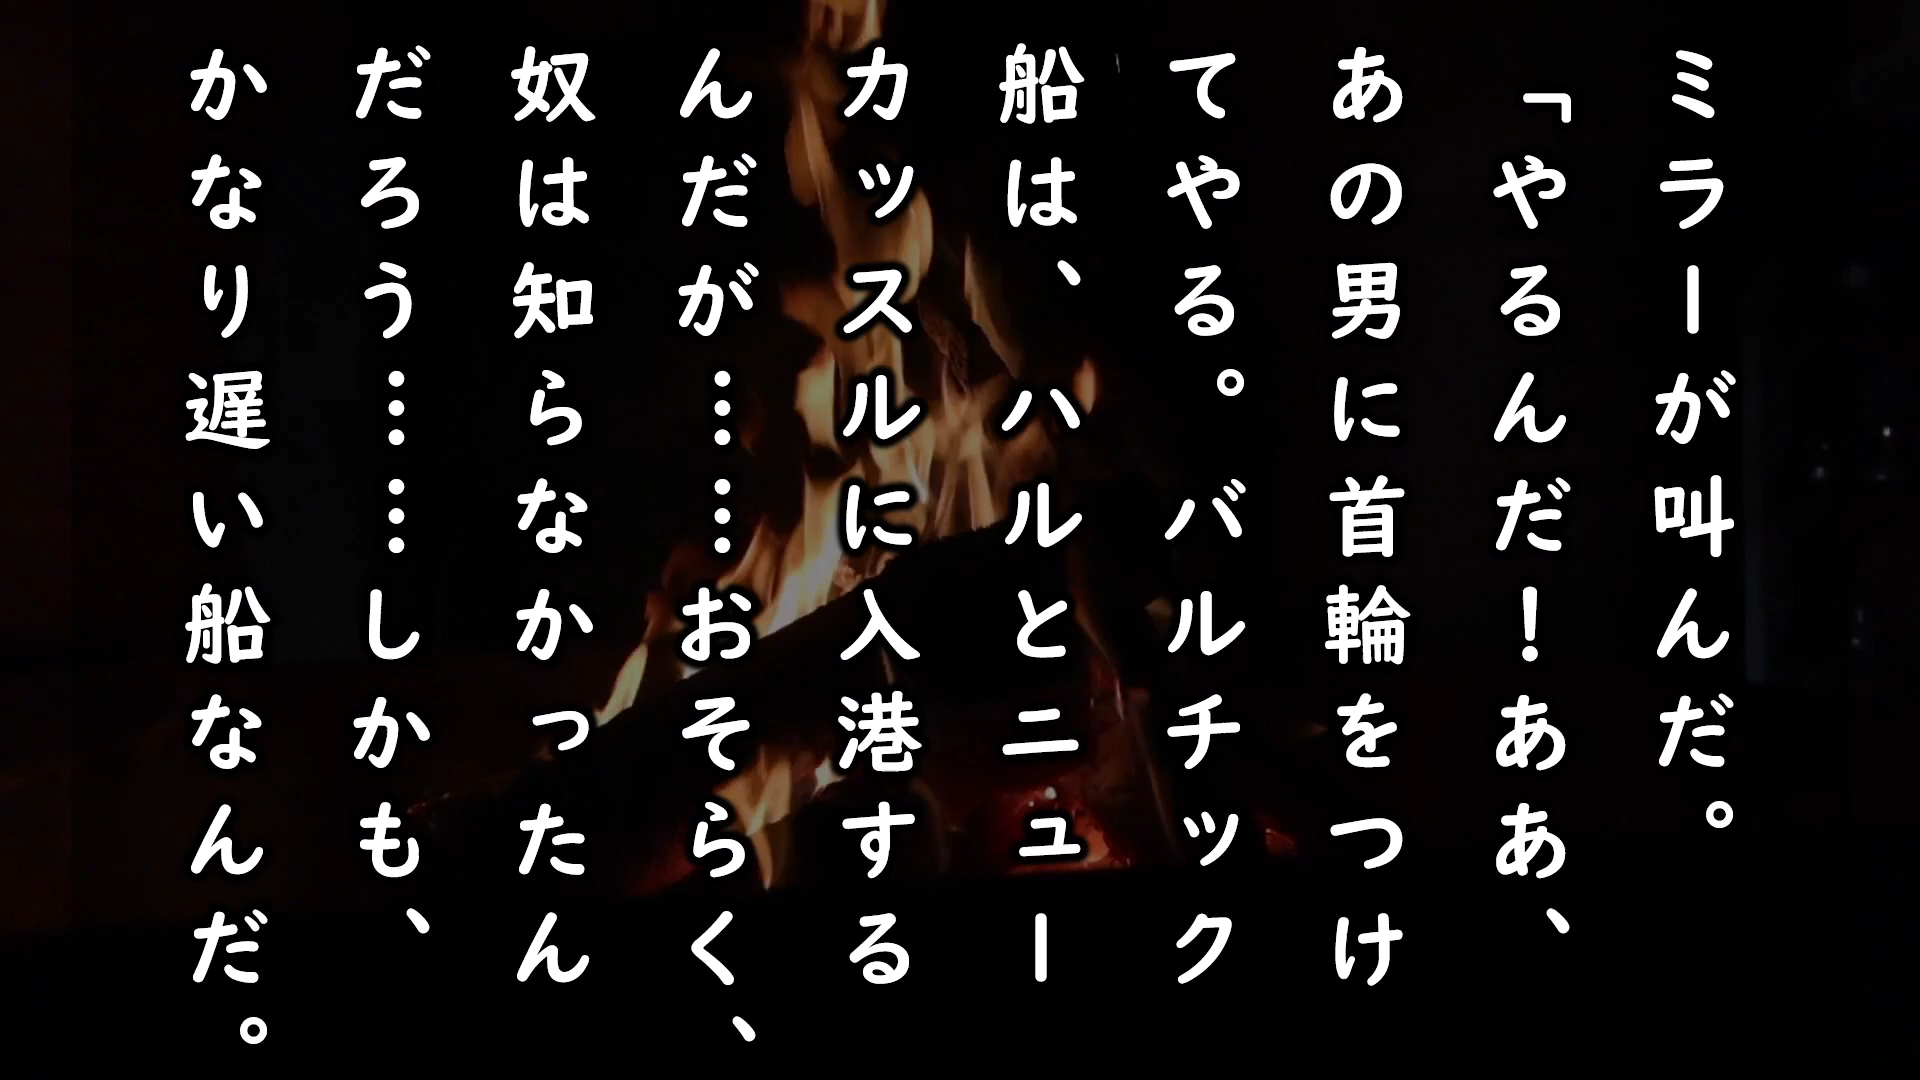 ミラーが叫んだ。
「やるんだ！ああ、
あの男に首輪をつけ
てやる。バルチック
船は、ハルとニュー
カッスルに入港する
んだが……おそらく、
奴は知らなかったん
だろう……しかも、
かなり遅い船なんだ。